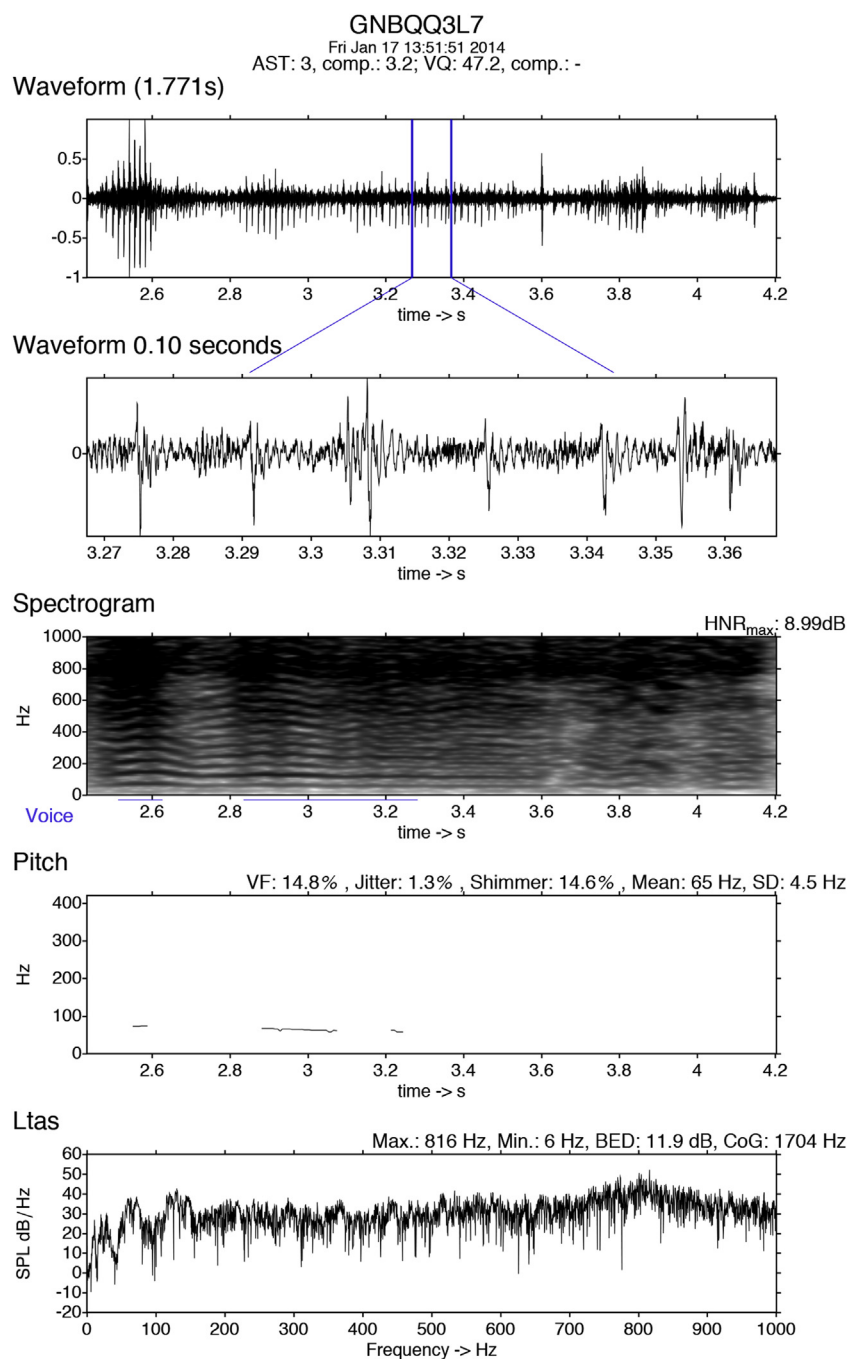 GNBQQ3L7
Fri Jan 17 13:51:51 2014
AST: 3, comp.: 3.2; VQ: 47.2, comp.: -
Waveform (1.771s)
0.5
0
-0.5
-1
2.6 2.8 3 3.2 3.4 3.6 3.8 4 4.2
time -> s
Waveform 0.10 seconds
0
3.27 3.28 3.29 3.3 3.31 3.32 3.33 3.34 3.35 3.36
time -> s
Spectrogram
HNRmax: 8.99dB
1000
800
600
400
200
0
Hz
Voice
2.6 2.8 3 3.2 3.4 3.6 3.8 4 4.2
time -> s
Pitch
VF: 14.8% , Jitter: 1.3% , Shimmer: 14.6% , Mean: 65 Hz, SD: 4.5 Hz
400
300
200
100
0
Hz
2.6 2.8 3 3.2 3.4 3.6 3.8 4 4.2
time -> s
Ltas
Max.: 816 Hz, Min.: 6 Hz, BED: 11.9 dB, CoG: 1704 Hz
60
50
40
30
20
10
0
-10
-20
SPL dB/Hz
0 100 200 300 400 500 600 700 800 900 1000
Frequency -> Hz